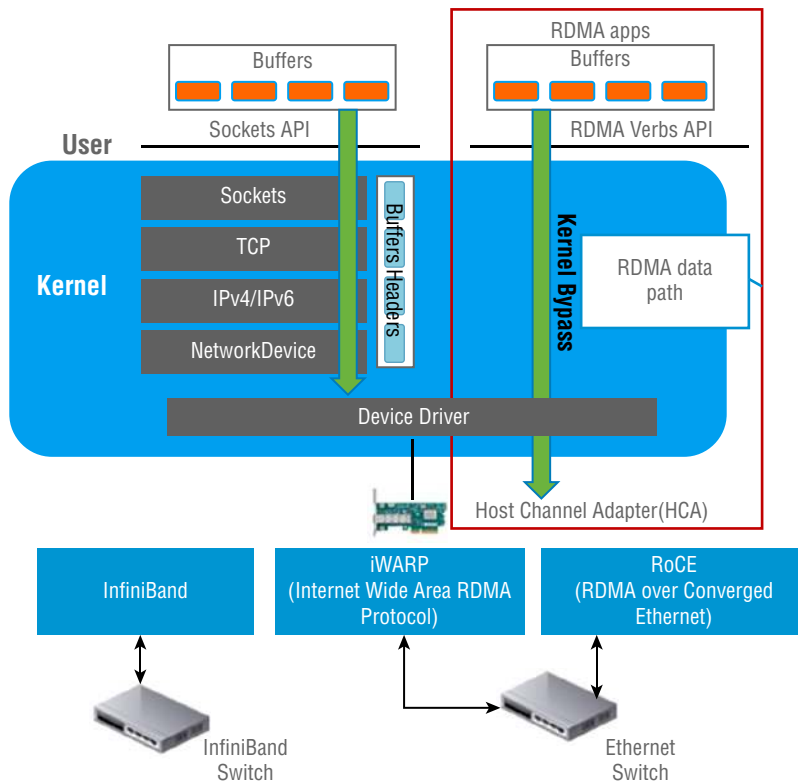 RDMA apps
Buffers
Buffers
Sockets API
RDMA Verbs API
User
Kernel
Sockets
TCP
IPv4/IPv6
NetworkDevice
Buffers Headers
Kernel Bypass
RDMA data
path
Device Driver
Host Channel Adapter(HCA)
InfiniBand
iWARP
(Internet Wide Area RDMA
Protocol)
RoCE
(RDMA over Converged
Ethernet)
InfiniBand
Switch
Ethernet
Switch